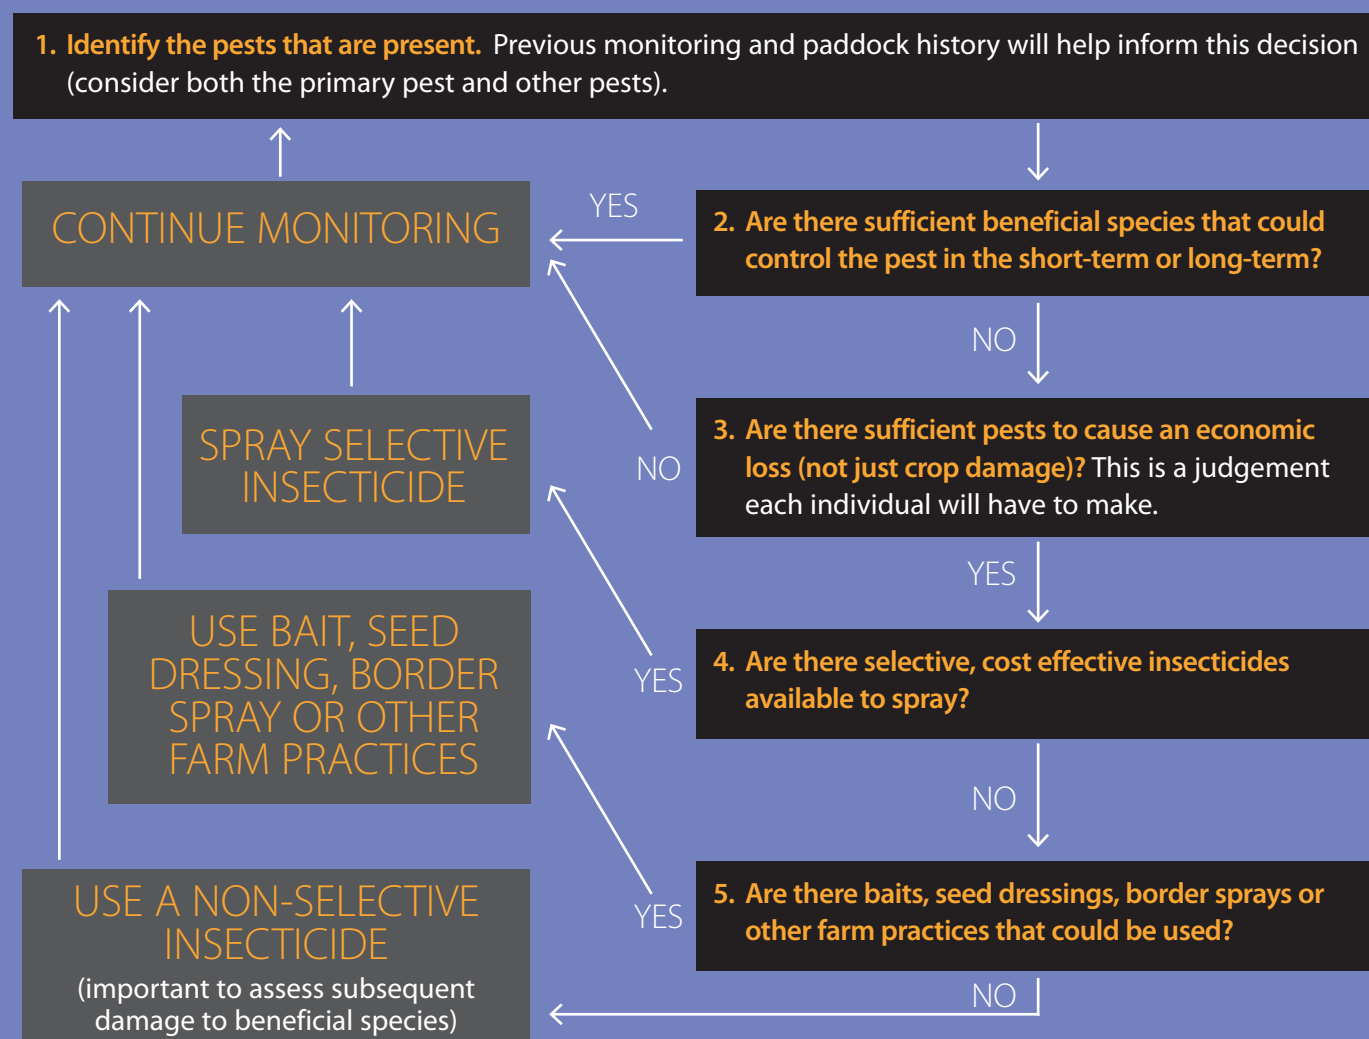 1. Identify the pests that are present. Previous monitoring and paddock history will help inform this decision
(consider both the primary pest and other pests).
CONTINUE MONITORING
YES
2. Are there sufficient beneficial species that could
control the pest in the short-term or long-term?
NO
SPRAY SELECTIVE
INSECTICIDE
NO
3. Are there sufficient pests to cause an economic
loss (not just crop damage)? This is a judgement
each individual will have to make.
YES
USE BAIT, SEED
DRESSING, BORDER
SPRAY OR OTHER
FARM PRACTICES
YES
4. Are there selective, cost effective insecticides
available to spray?
NO
USE A NON-SELECTIVE
INSECTICIDE
(important to assess subsequent
damage to beneficial species)
YES
5. Are there baits, seed dressings, border sprays or
other farm practices that could be used?
NO